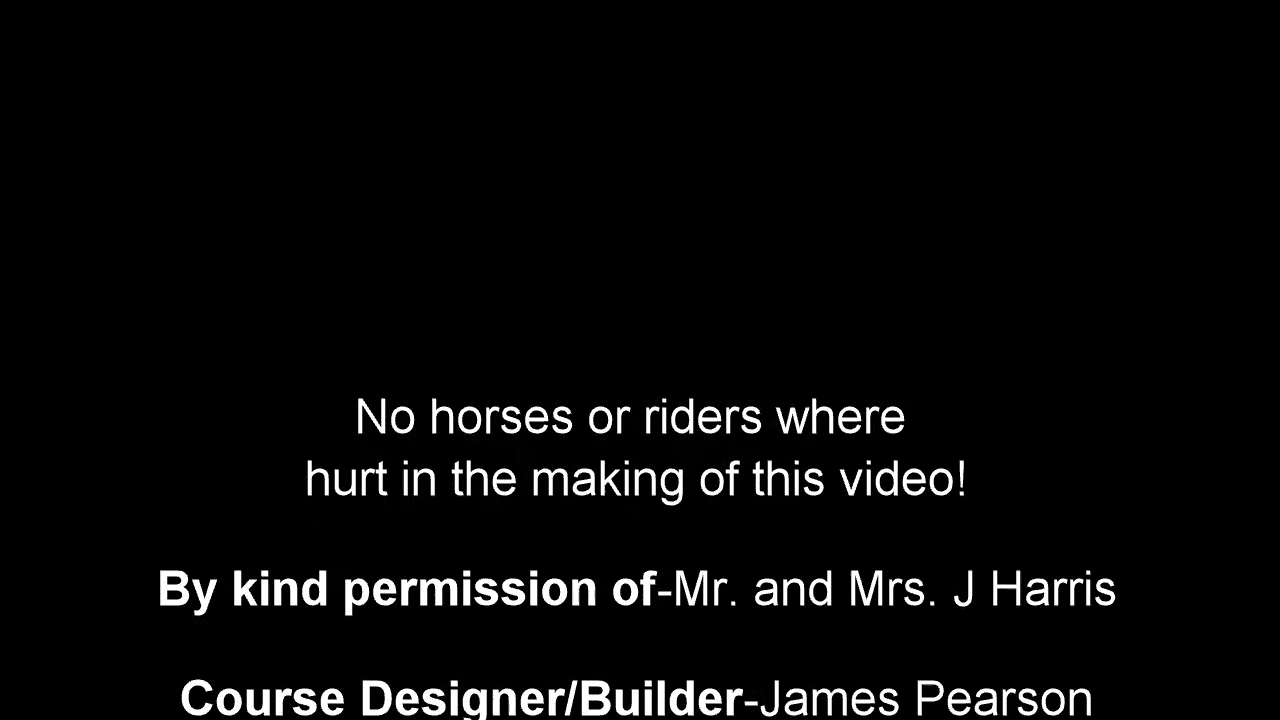 No horses or riders where
hurt in the making of this video!
By kind permission of-Mr. and Mrs. J Harris
Course Designer/Builder-James Pearson